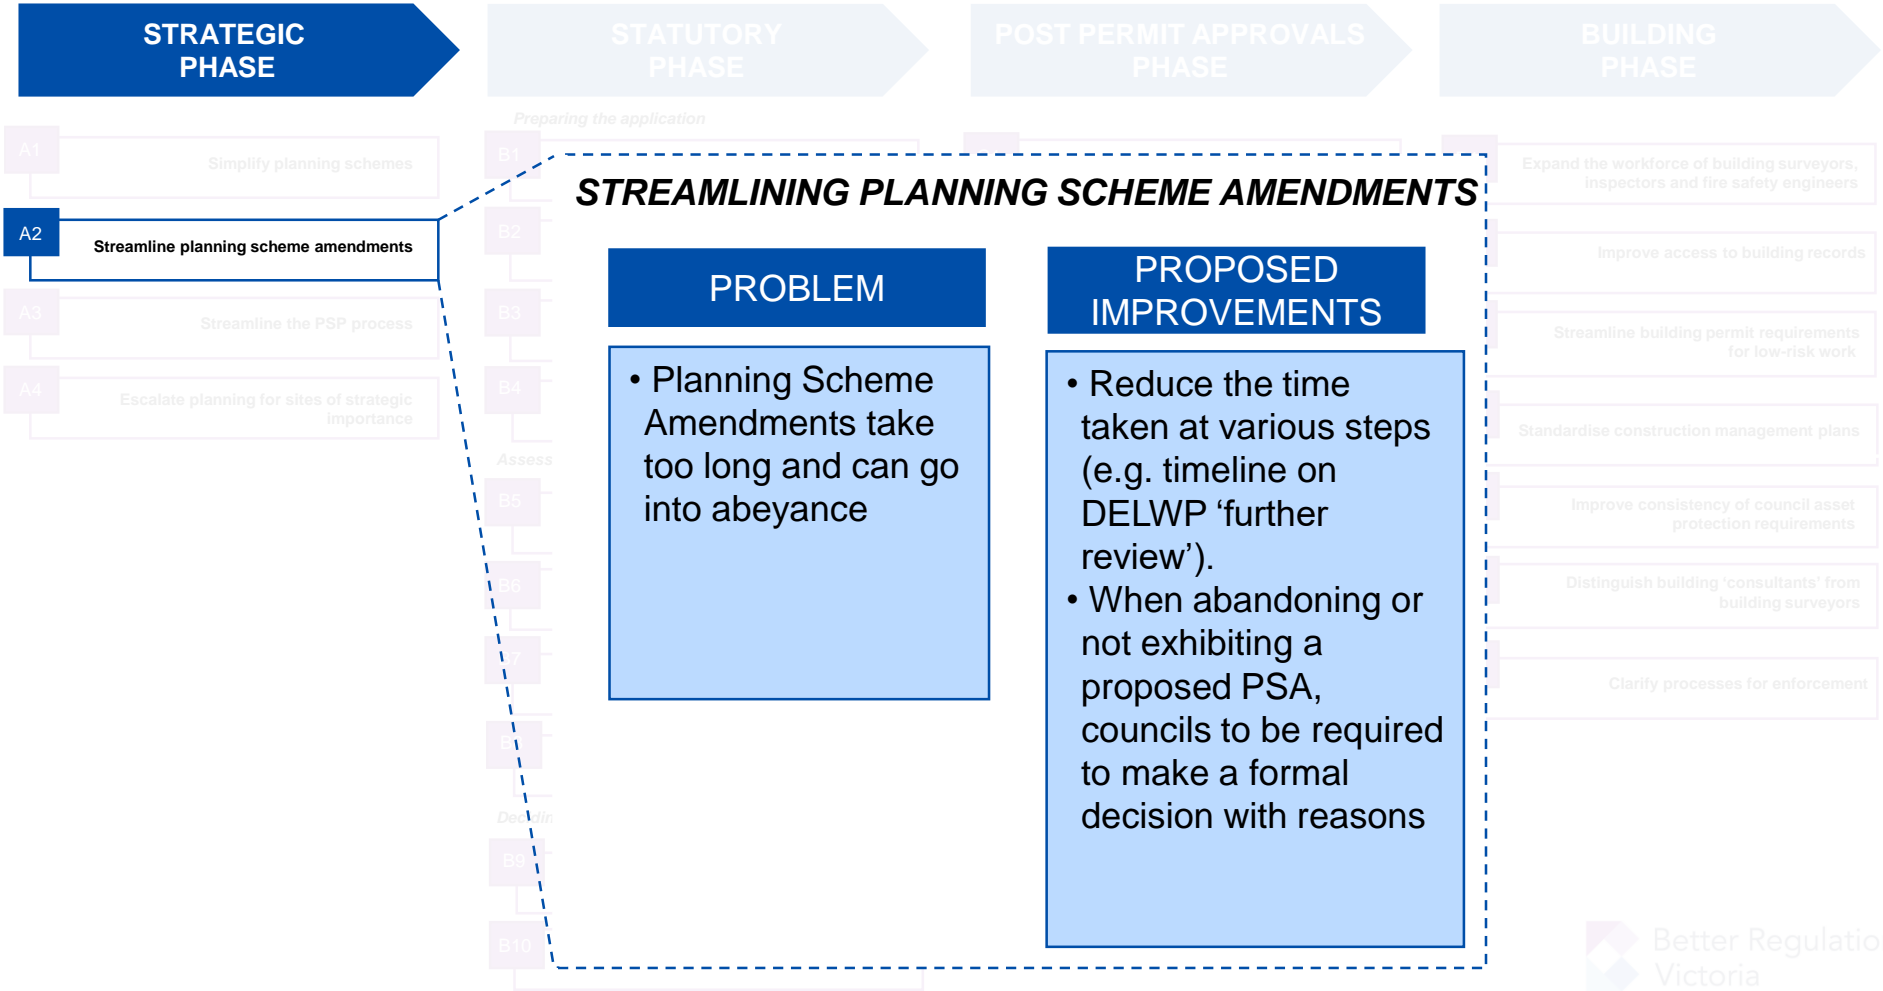 STRATEGIC
PHASE
STATUTORY
PHASE
POST PERMIT APPROVALS
PHASE
BUILDING
PHASE
A1
Simplify planning schemes
A2
Streamline planning scheme amendments
A3
Streamline the PSP process
A4
Escalate planning for sites of strategic
importance
Preparing the application
B1
B2
B3
B4
Assess
B5
B6
B7
B8
Decidin
B9
B10
STREAMLINING PLANNING SCHEME AMENDMENTS
PROBLEM
• Planning Scheme
Amendments take
too long and can go
into abeyance
PROPOSED
IMPROVEMENTS
• Reduce the time
taken at various steps
(e.g. timeline on
DELWP ‘further
review’).
• When abandoning or
not exhibiting a
proposed PSA,
councils to be required
to make a formal
decision with reasons
Expand the workforce of building surveyors,
inspectors and fire safety engineers
Improve access to building records
Streamline building permit requirements
for low-risk work
Standardise construction management plans
Improve consistency of council asset
protection requirements
Distinguish building ‘consultants’ from
building surveyors
Clarify processes for enforcement
Better Regulatio
Victoria